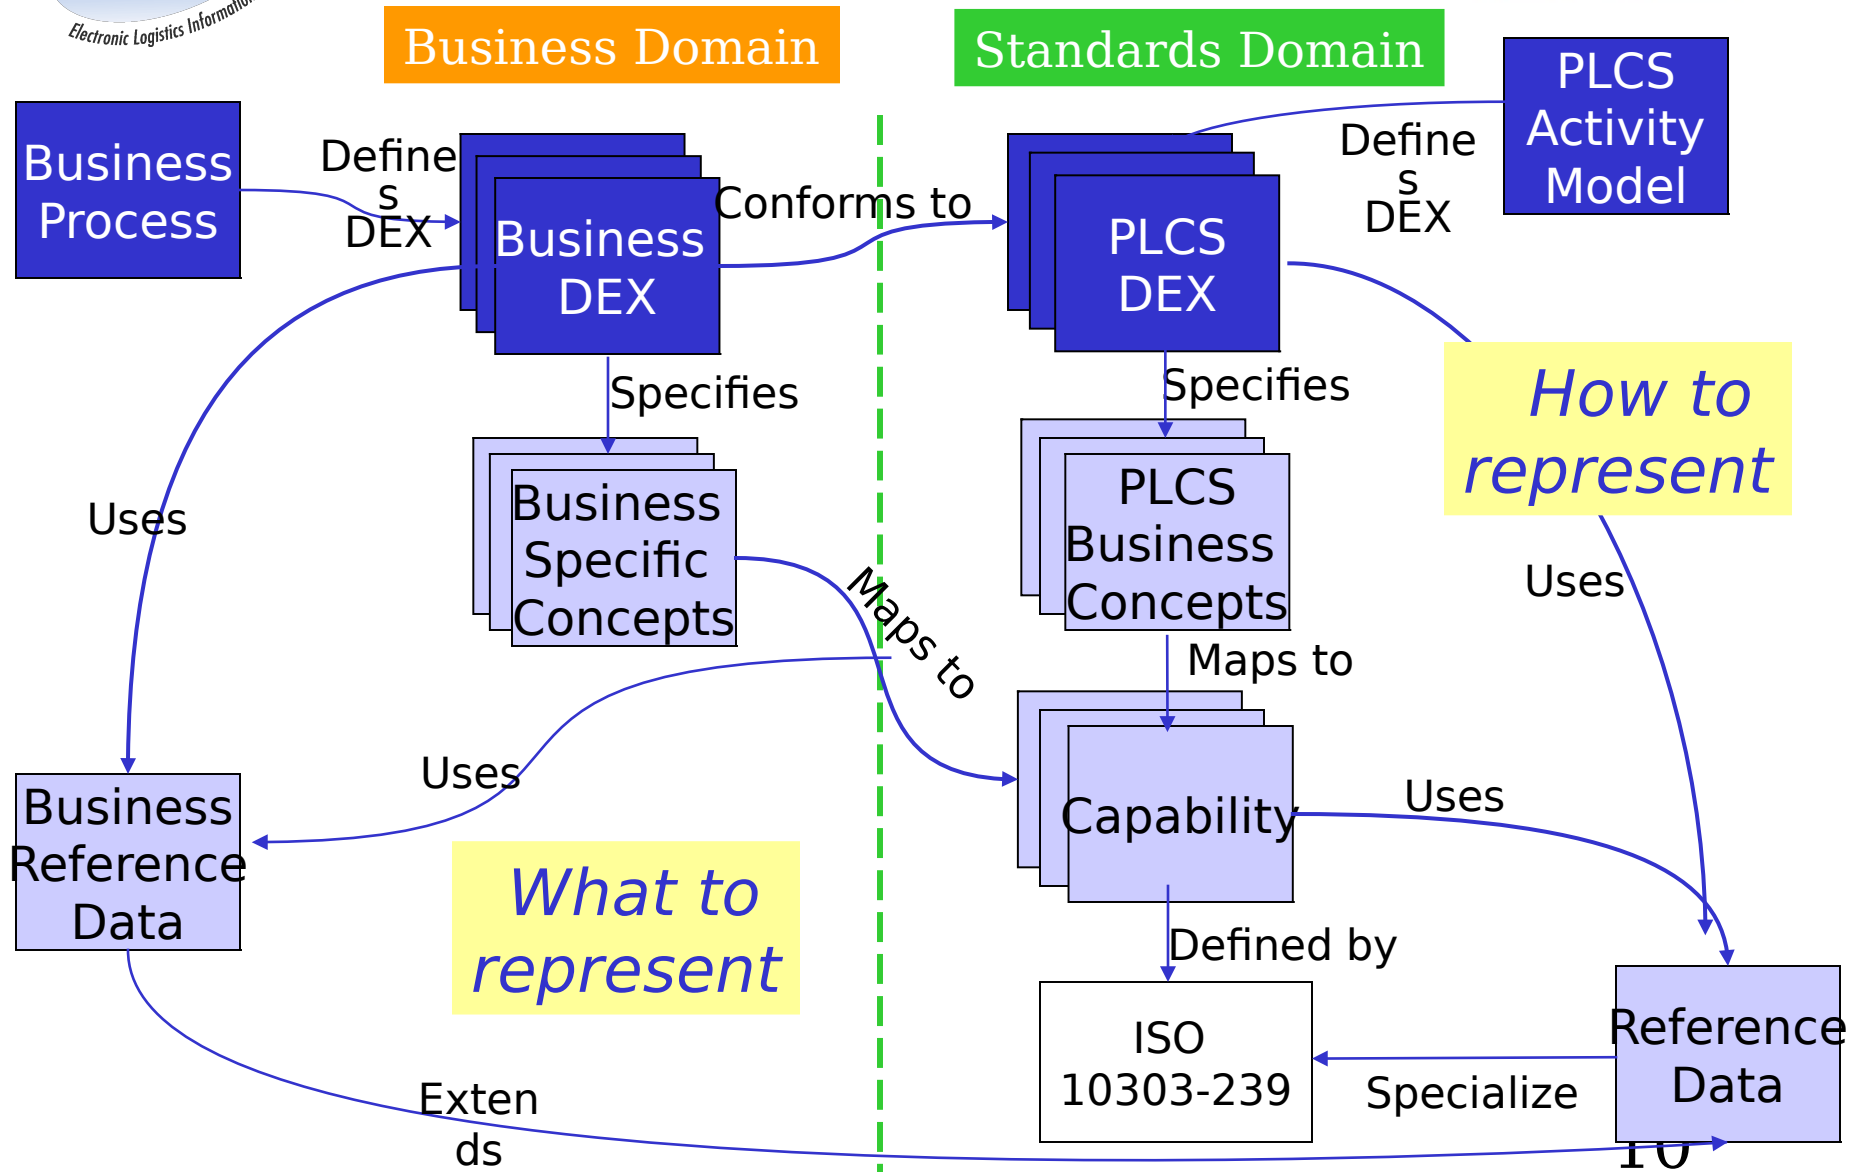 Electronic Logistics Information
Business Domain
Standards Domain
PLCS
Activity
Model
Business
Process
Define
s
DEX
Business
DEX
Conforms to
PLCS
DEX
Define
s
DEX
Specifies
Specifies
How to
represent
Uses
Business
Specific
Concepts
Maps to
PLCS
Business
Concepts
Uses
Maps to
Uses
Capability
Uses
Business
Reference
Data
What to
represent
Defined by
ISO
10303-239
Specialize
Reference
Data
Exten
ds
10